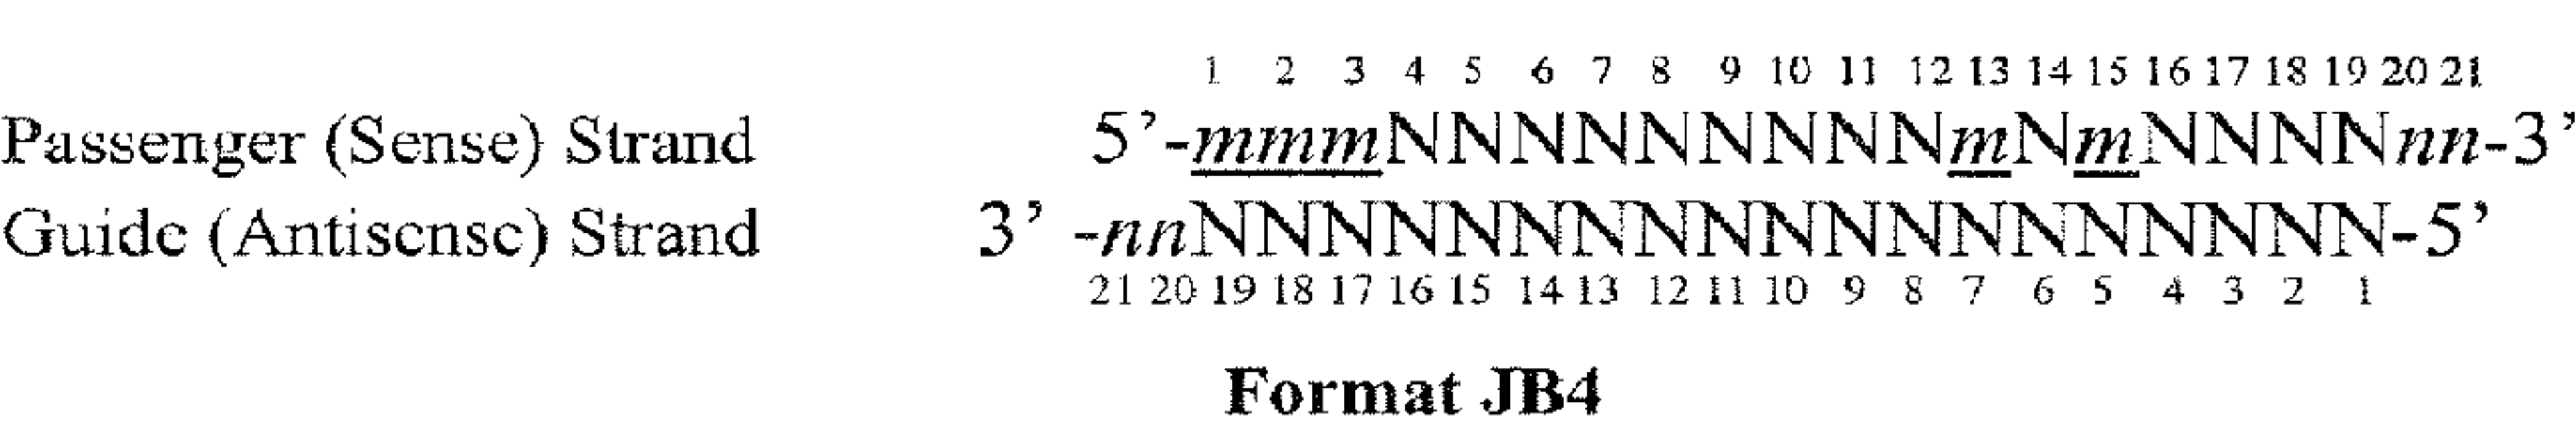 1 2 3 4 5 6 7 8 9 10 11 12 13 14 15 16 17 18 19 20 21
Passenger (Sense) Strand 5’-mmmNNNNNNNNNmNmNNNNnn-3’
Guide (Antisense) Strand 3’ -nnNNNNNNNNNNNNNNNNNNN-5’
21 20 19 18 17 16 15 14 13 12 11 10 9 8 7 6 5 4 3 2 1
Format JB4